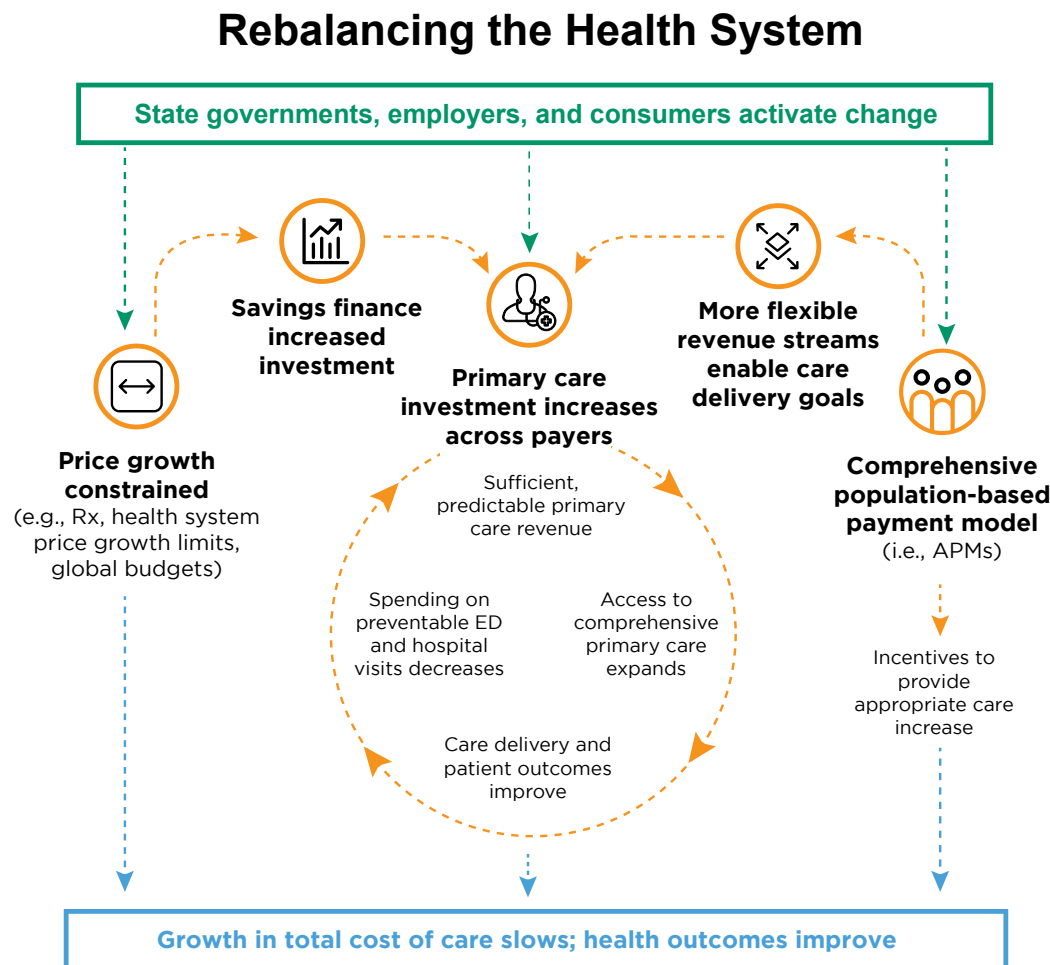 Rebalancing the Health System
State governments, employers, and consumers activate change
Savings finance
increased
investment
More flexible
revenue streams
enable care
delivery goals
Primary care
investment increases
across payers
Price growth
constrained
(e.g., Rx, health system
price growth limits,
global budgets)
Comprehensive
population-based
payment model
(i.e., APMs)
Sufficient,
predictable primary
care revenue
Spending on
preventable ED
and hospital
visits decreases
Access to
comprehensive
primary care
expands
Incentives to
provide
appropriate care
increase
Care delivery and
patient outcomes
improve
Growth in total cost of care slows; health outcomes improve